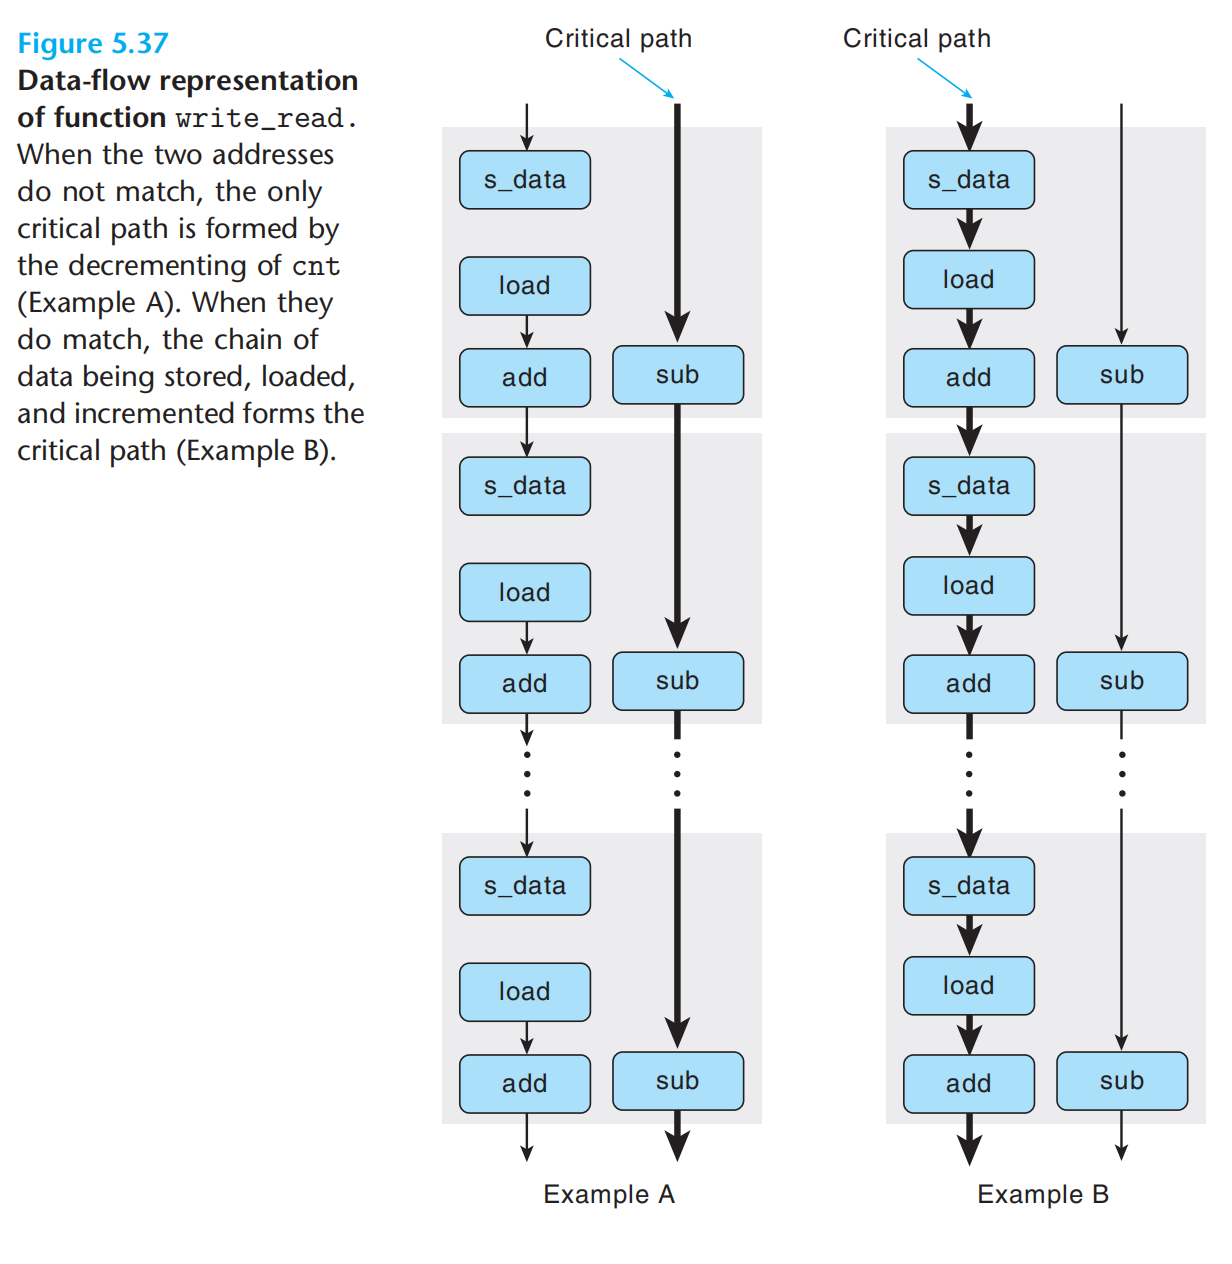 Figure 5.37
Data-flow representation
of function write_read.
When the two addresses
do not match, the only
critical path is formed by
the decrementing of cnt
(Example A). When they
do match, the chain of
data being stored, loaded,
and incremented forms the
critical path (Example B).
Critical path
s_data
load
add
sub
s_data
load
add
sub
s_data
load
add
sub
Example A
Critical path
s_data
load
add
sub
s_data
load
add
sub
s_data
load
add
sub
Example B